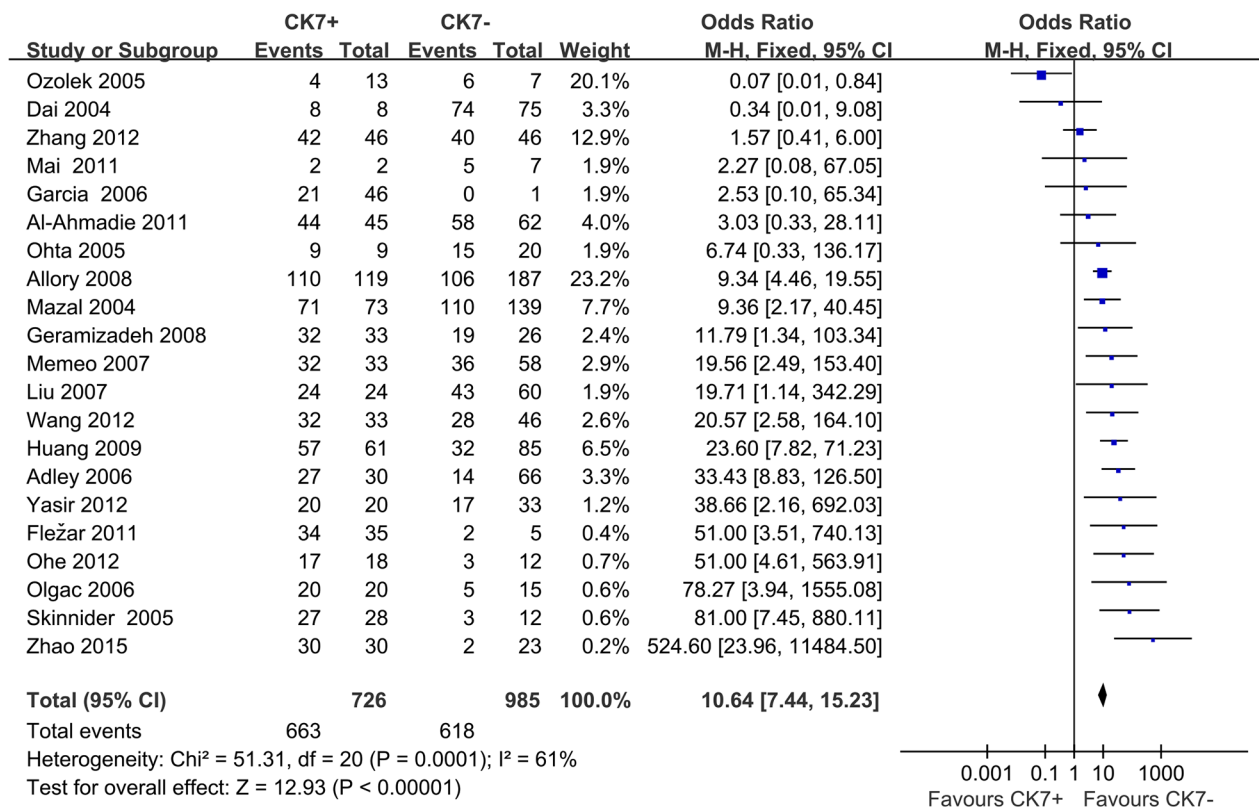 CK7+ CK7- Odds Ratio Odds Ratio
Study or Subgroup Events Total Events Total Weight M-H, Fixed, 95% CI M-H, Fixed, 95% CI
Ozolek 2005 4 13 6 7 20.1% 0.07 [0.01, 0.84]
Dai 2004 8 8 74 75 3.3% 0.34 [0.01, 9.08]
Zhang 2012 42 46 40 46 12.9% 1.57 [0.41, 6.00]
Mai 2011 2 2 5 7 1.9% 2.27 [0.08, 67.05]
Garcia 2006 21 46 0 1 1.9% 2.53 [0.10, 65.34]
Al-Ahmadie 2011 44 45 58 62 4.0% 3.03 [0.33, 28.11]
Ohta 2005 9 9 15 20 1.9% 6.74 [0.33, 136.17]
Allory 2008 110 119 106 187 23.2% 9.34 [4.46, 19.55]
Mazal 2004 71 73 110 139 7.7% 9.36 [2.17, 40.45]
Geramizadeh 2008 32 33 19 26 2.4% 11.79 [1.34, 103.34]
Memeo 2007 32 33 36 58 2.9% 19.56 [2.49, 153.40]
Liu 2007 24 24 43 60 1.9% 19.71 [1.14, 342.29]
Wang 2012 32 33 28 46 2.6% 20.57 [2.58, 164.10]
Huang 2009 57 61 32 85 6.5% 23.60 [7.82, 71.23]
Adley 2006 27 30 14 66 3.3% 33.43 [8.83, 126.50]
Yasir 2012 20 20 17 33 1.2% 38.66 [2.16, 692.03]
Fležar 2011 34 35 2 5 0.4% 51.00 [3.51, 740.13]
Ohe 2012 17 18 3 12 0.7% 51.00 [4.61, 563.91]
Olgac 2006 20 20 5 15 0.6% 78.27 [3.94, 1555.08]
Skinnider 2005 27 28 3 12 0.6% 81.00 [7.45, 880.11]
Zhao 2015 30 30 2 23 0.2% 524.60 [23.96, 11484.50]
Total (95% CI) 726 985 100.0% 10.64 [7.44, 15.23]
Total events 663 618
Heterogeneity: Chi² = 51.31, df = 20 (P = 0.0001); I² = 61%
Test for overall effect: Z = 12.93 (P < 0.00001)
0.001 0.1 1 10 1000
Favours CK7+ Favours CK7-